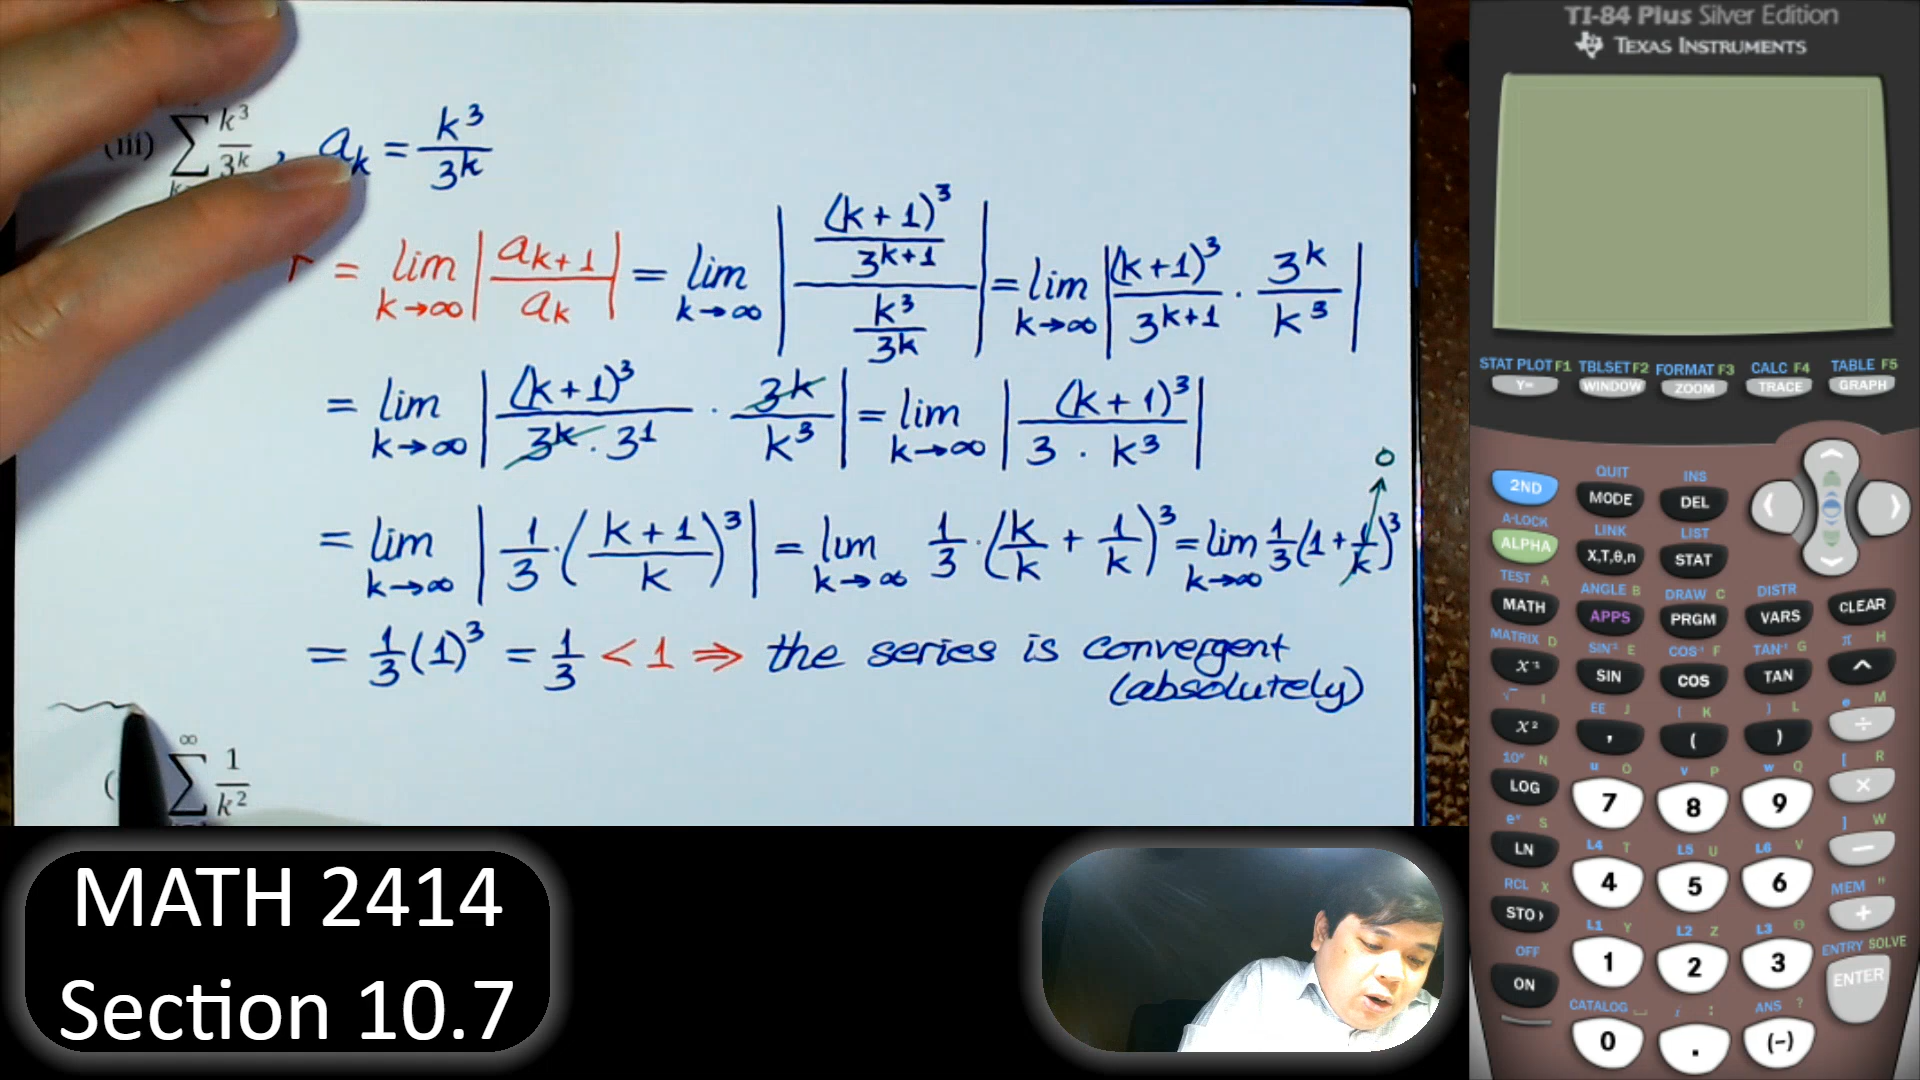 (iii) ∑ k³/3ᵏ , aₖ = k³/3ᵏ
r = lim k→∞ |aₖ₊₁/aₖ| = lim k→∞ |((k+1)³/3ᵏ⁺¹)/(k³/3ᵏ)| = lim k→∞ |(k+1)³/3ᵏ⁺¹ · 3ᵏ/k³|
= lim k→∞ |(k+1)³/(3ᵏ · 3¹) · 3ᵏ/k³| = lim k→∞ |(k+1)³/(3 · k³)|
0
= lim k→∞ |1/3 · ((k+1)/k)³| = lim k→∞ 1/3 · (k/k + 1/k)³ = lim k→∞ 1/3 (1 + 1/k)³
= 1/3 (1)³ = 1/3 < 1 ⇒ the series is convergent
(absolutely)
( ∑ ∞ 1/k²
MATH 2414
Section 10.7
TI-84 Plus Silver Edition
TEXAS INSTRUMENTS
STAT PLOT F1 TBLSET F2 FORMAT F3 CALC F4 TABLE F5
Y= WINDOW ZOOM TRACE GRAPH
QUIT INS
2ND MODE DEL
A-LOCK LINK LIST
ALPHA X,T,θ,n STAT
TEST A ANGLE B DRAW C DISTR
MATH APPS PRGM VARS CLEAR
MATRIX D SIN⁻¹ E COS⁻¹ F TAN⁻¹ G π H
x⁻¹ SIN COS TAN ^
√ I EE J { K } L e M
x² , ( ) ÷
10ˣ N u O v P w Q [ R
LOG 7 8 9 ×
eˣ S L4 T L5 U L6 V ] W
LN 4 5 6 −
RCL X L1 Y L2 Z L3 θ MEM "
STO› 1 2 3 +
OFF CATALOG i : ANS ? ENTRY SOLVE
ON 0 . (−) ENTER